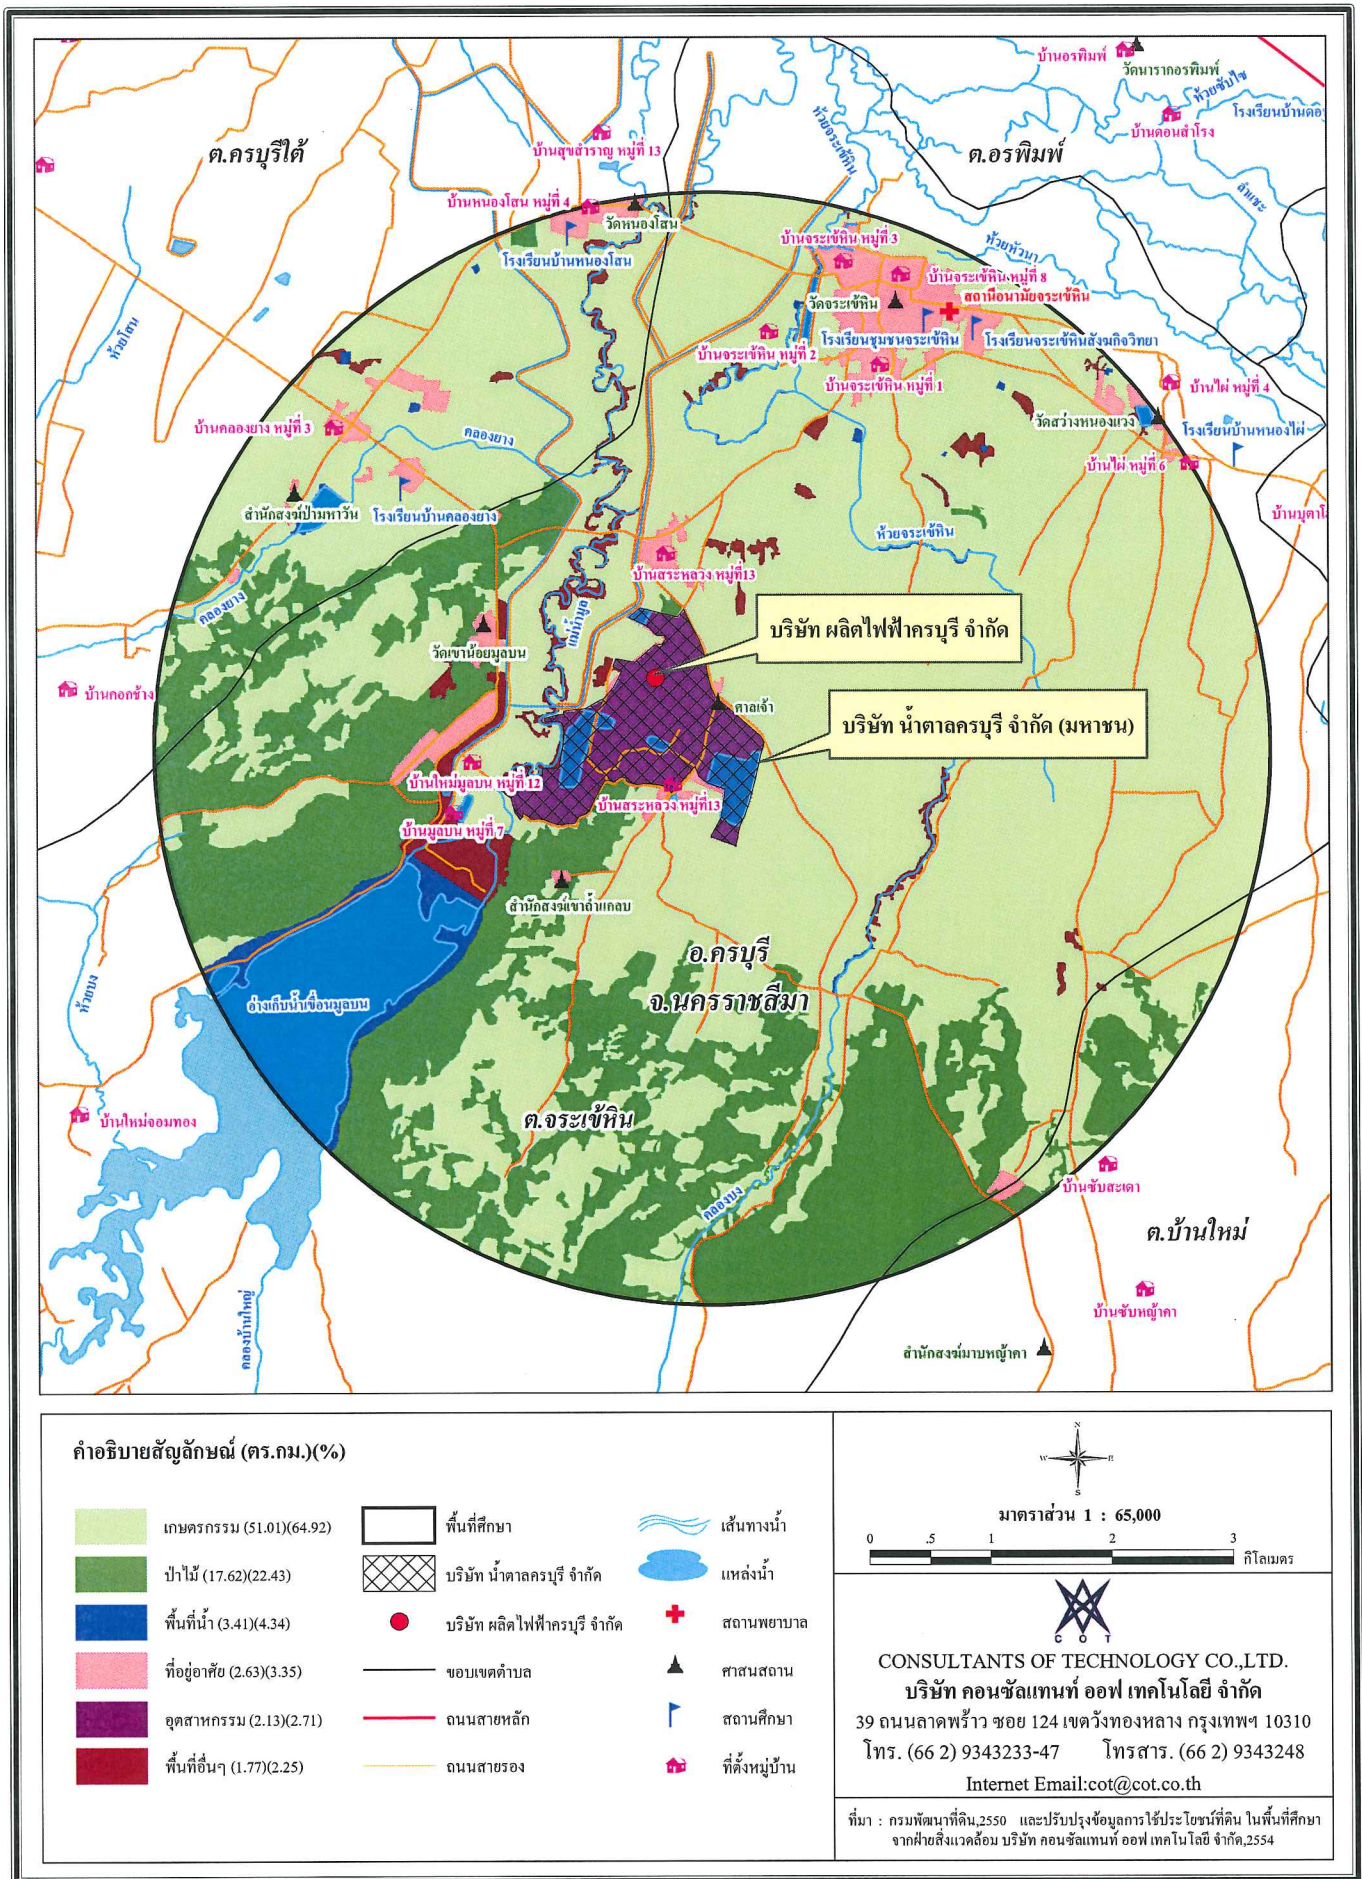 บ้านอรพิมพ์
วัดนารากอรพิมพ์
ห้วยซับไช
โรงเรียนบ้านดอ
บ้านดอนสำโรง
ต.ครบุรีใต้
บ้านสุขสำราญ หมู่ที่ 13
ห้วยจระเข้หิน
ต.อรพิมพ์
ลำแชะ
บ้านหนองโสน หมู่ที่ 4
วัดหนองโสน
โรงเรียนบ้านหนองโสน
บ้านจระเข้หิน หมู่ที่ 3
ห้วยหัวนา
บ้านจระเข้หิน หมู่ที่ 8
วัดจระเข้หิน
สถานีอนามัยจระเข้หิน
ห้วยโสน
บ้านจระเข้หิน หมู่ที่ 2
โรงเรียนชุมชนจระเข้หิน
โรงเรียนจระเข้หินสังฆกิจวิทยา
บ้านจระเข้หิน หมู่ที่ 1
บ้านไผ่ หมู่ที่ 4
บ้านคลองยาง หมู่ที่ 3
คลองยาง
วัดสว่างหนองแวง
โรงเรียนบ้านหนองไผ่
บ้านไผ่ หมู่ที่ 6
สำนักสงฆ์ป่ามหาวัน
โรงเรียนบ้านคลองยาง
บ้านบุตาโ
ห้วยจระเข้หิน
บ้านสระหลวง หมู่ที่13
คลองยาง
แม่น้ำมูล
บริษัท ผลิตไฟฟ้าครบุรี จำกัด
วัดเขาน้อยมูลบน
บ้านคอกช้าง
ศาลเจ้า
บริษัท น้ำตาลครบุรี จำกัด (มหาชน)
บ้านใหม่มูลบน หมู่ที่ 12
บ้านสระหลวง หมู่ที่13
บ้านมูลบน หมู่ที่ 7
สำนักสงฆ์เขาถ้ำแกลบ
อ.ครบุรี
จ.นครราชสีมา
ห้วยบง
อ่างเก็บน้ำเขื่อนมูลบน
บ้านใหม่จอมทอง
ต.จระเข้หิน
บ้านซับสะเดา
คลองบง
ต.บ้านใหม่
คลองบ้านใหญ่
บ้านซับหญ้าคา
สำนักสงฆ์มาบหญ้าคา
คำอธิบายสัญลักษณ์ (ตร.กม.)(%)
เกษตรกรรม (51.01)(64.92)
ป่าไม้ (17.62)(22.43)
พื้นที่น้ำ (3.41)(4.34)
ที่อยู่อาศัย (2.63)(3.35)
อุตสาหกรรม (2.13)(2.71)
พื้นที่อื่นๆ (1.77)(2.25)
พื้นที่ศึกษา
บริษัท น้ำตาลครบุรี จำกัด
บริษัท ผลิตไฟฟ้าครบุรี จำกัด
ขอบเขตตำบล
ถนนสายหลัก
ถนนสายรอง
เส้นทางน้ำ
แหล่งน้ำ
สถานพยาบาล
ศาสนสถาน
สถานศึกษา
ที่ตั้งหมู่บ้าน
N
W E
S
มาตราส่วน 1 : 65,000
0 .5 1 2 3
กิโลเมตร
C O T
CONSULTANTS OF TECHNOLOGY CO.,LTD.
บริษัท คอนซัลแทนท์ ออฟ เทคโนโลยี จำกัด
39 ถนนลาดพร้าว ซอย 124 เขตวังทองหลาง กรุงเทพฯ 10310
โทร. (66 2) 9343233-47 โทรสาร. (66 2) 9343248
Internet Email:cot@cot.co.th
ที่มา : กรมพัฒนาที่ดิน,2550 และปรับปรุงข้อมูลการใช้ประโยชน์ที่ดิน ในพื้นที่ศึกษา
จากฝ่ายสิ่งแวดล้อม บริษัท คอนซัลแทนท์ ออฟ เทคโนโลยี จำกัด,2554